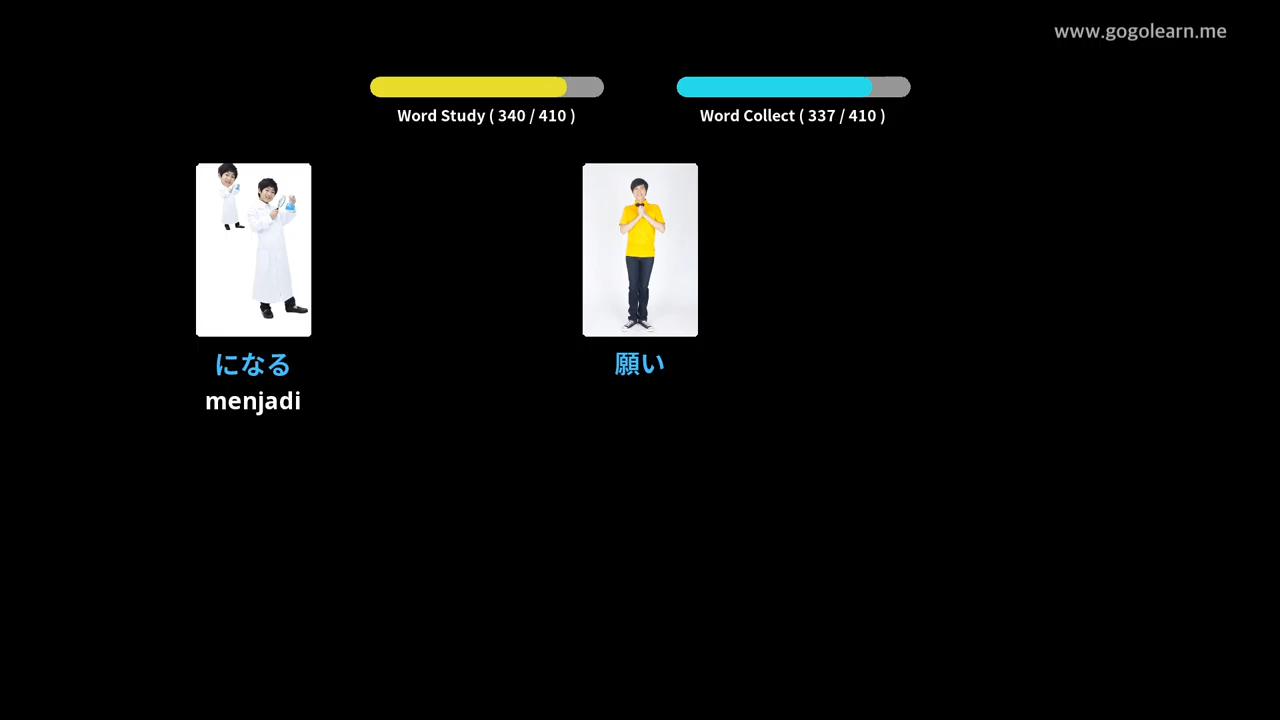 www.gogolearn.me
Word Study ( 340 / 410 )
Word Collect ( 337 / 410 )
になる
menjadi
願い